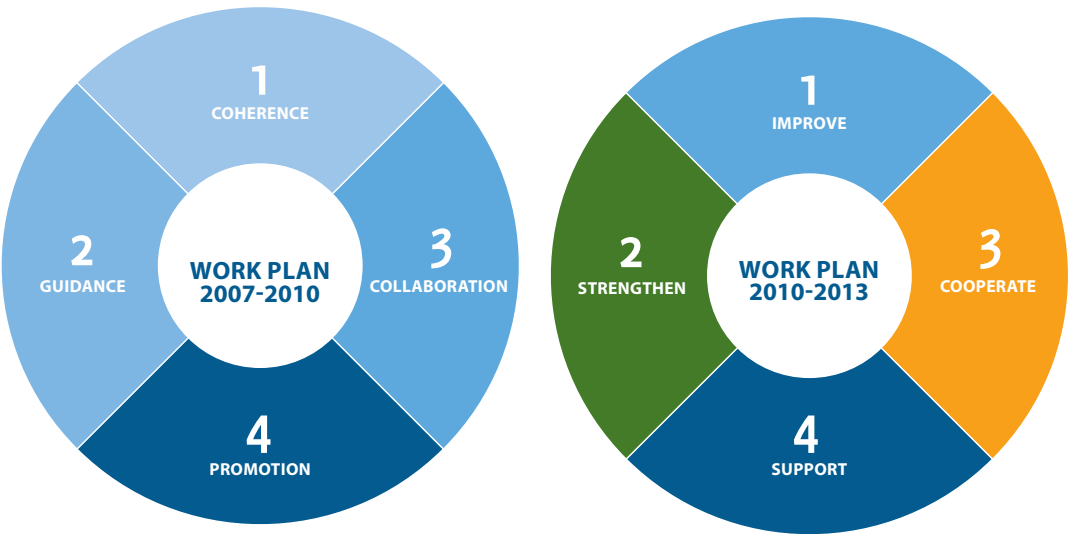 1
COHERENCE
2
GUIDANCE
WORK PLAN
2007-2010
3
COLLABORATION
4
PROMOTION
1
IMPROVE
2
STRENGTHEN
WORK PLAN
2010-2013
3
COOPERATE
4
SUPPORT